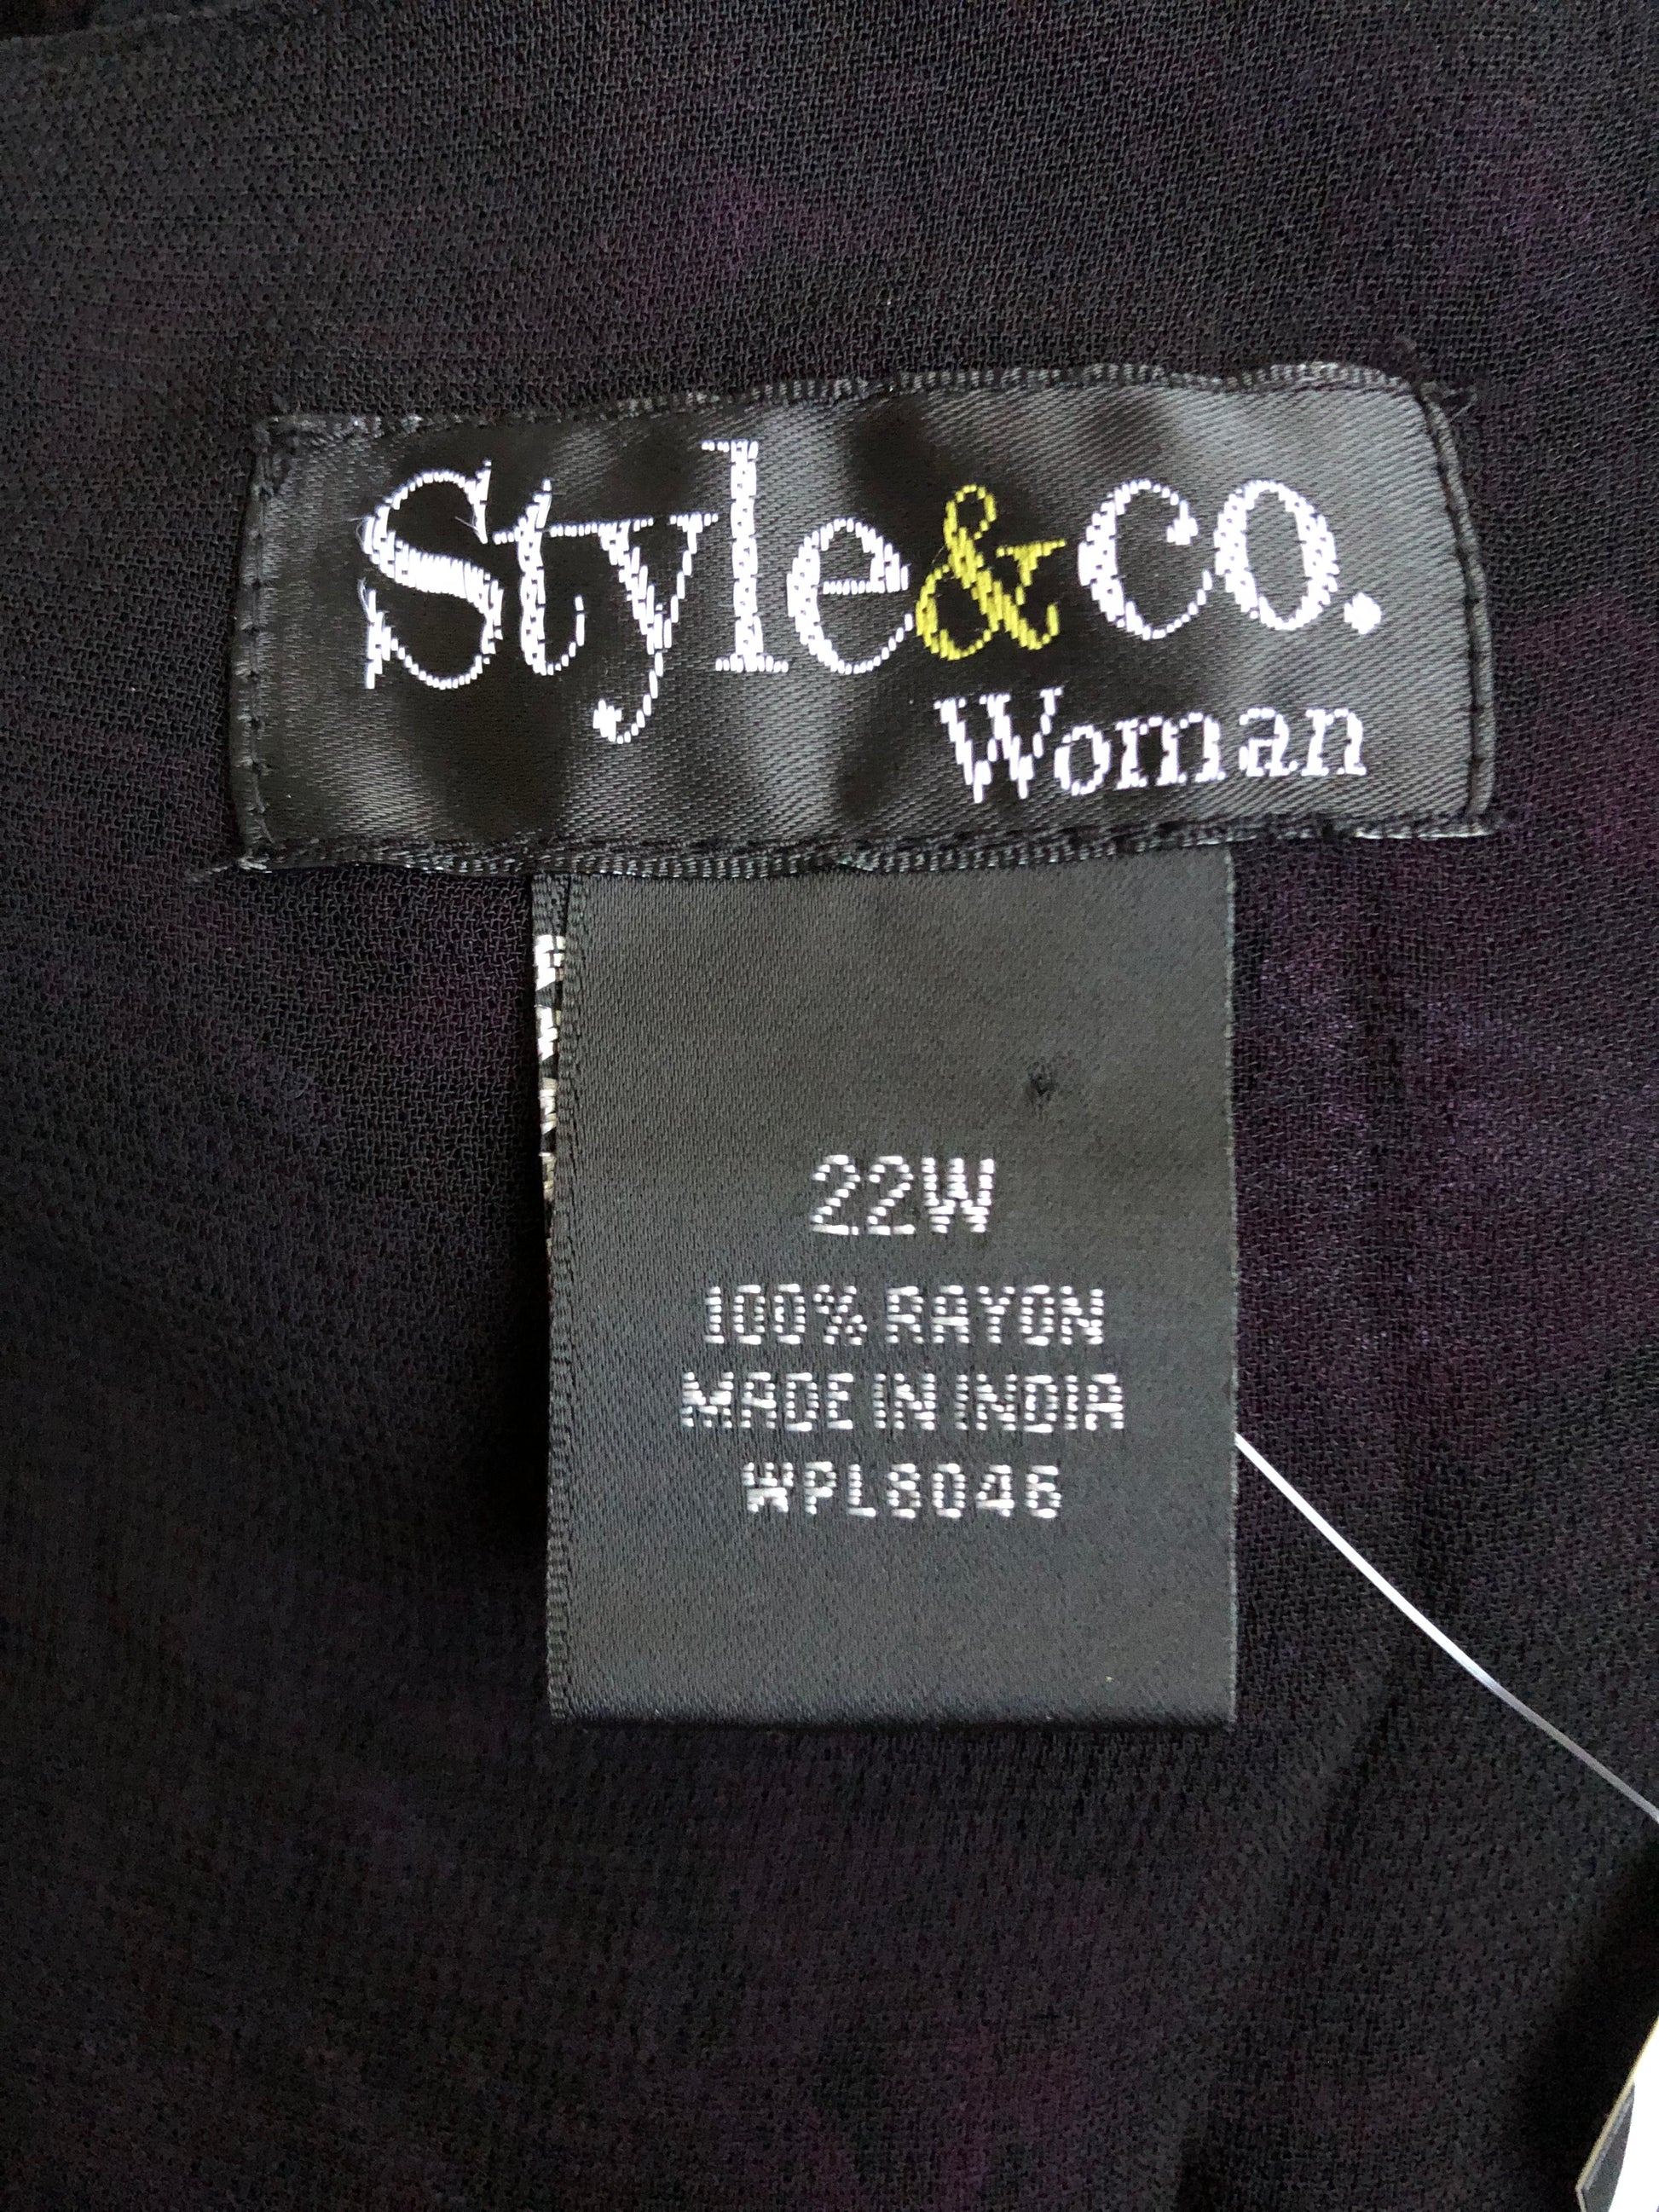 Style&co.
Woman
22W
100% RAYON
MADE IN INDIA
WPL8046